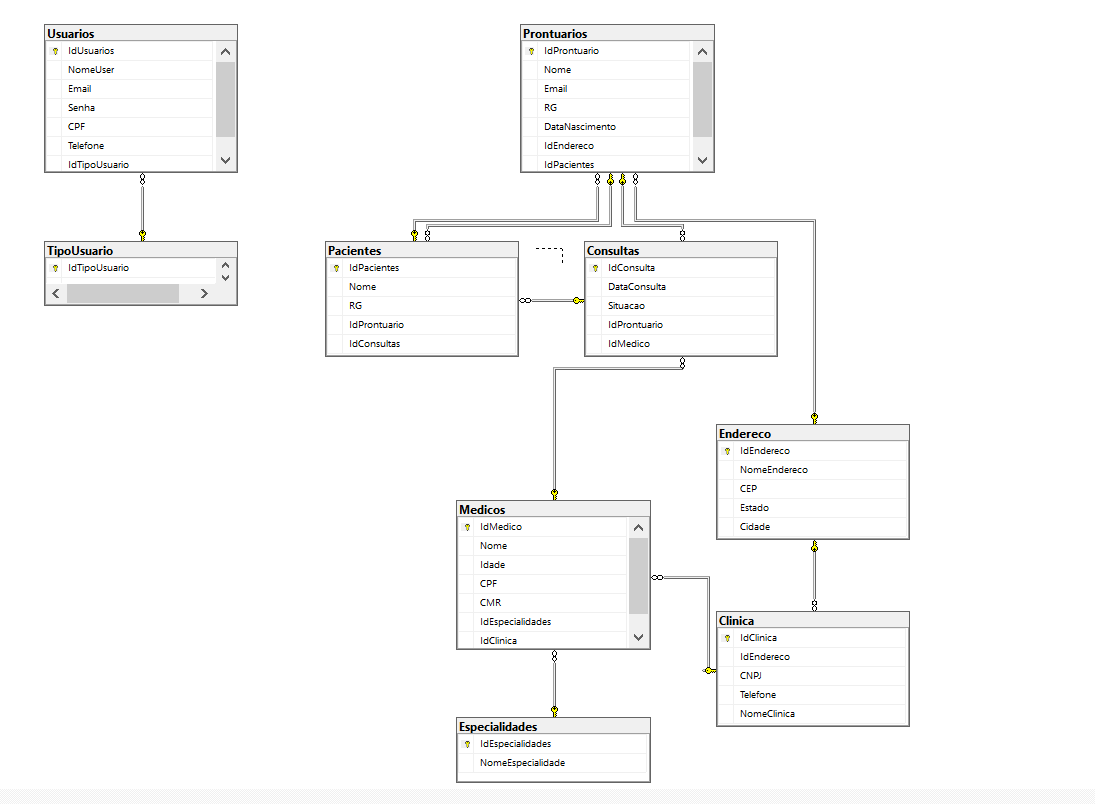 Usuarios
IdUsuarios
NomeUser
Email
Senha
CPF
Telefone
IdTipoUsuario
Prontuarios
IdProntuario
Nome
Email
RG
DataNascimento
IdEndereco
IdPacientes
TipoUsuario
IdTipoUsuario
Pacientes
IdPacientes
Nome
RG
IdProntuario
IdConsultas
Consultas
IdConsulta
DataConsulta
Situacao
IdProntuario
IdMedico
Endereco
IdEndereco
NomeEndereco
CEP
Estado
Cidade
Medicos
IdMedico
Nome
Idade
CPF
CMR
IdEspecialidades
IdClinica
Clinica
IdClinica
IdEndereco
CNPJ
Telefone
NomeClinica
Especialidades
IdEspecialidades
NomeEspecialidade